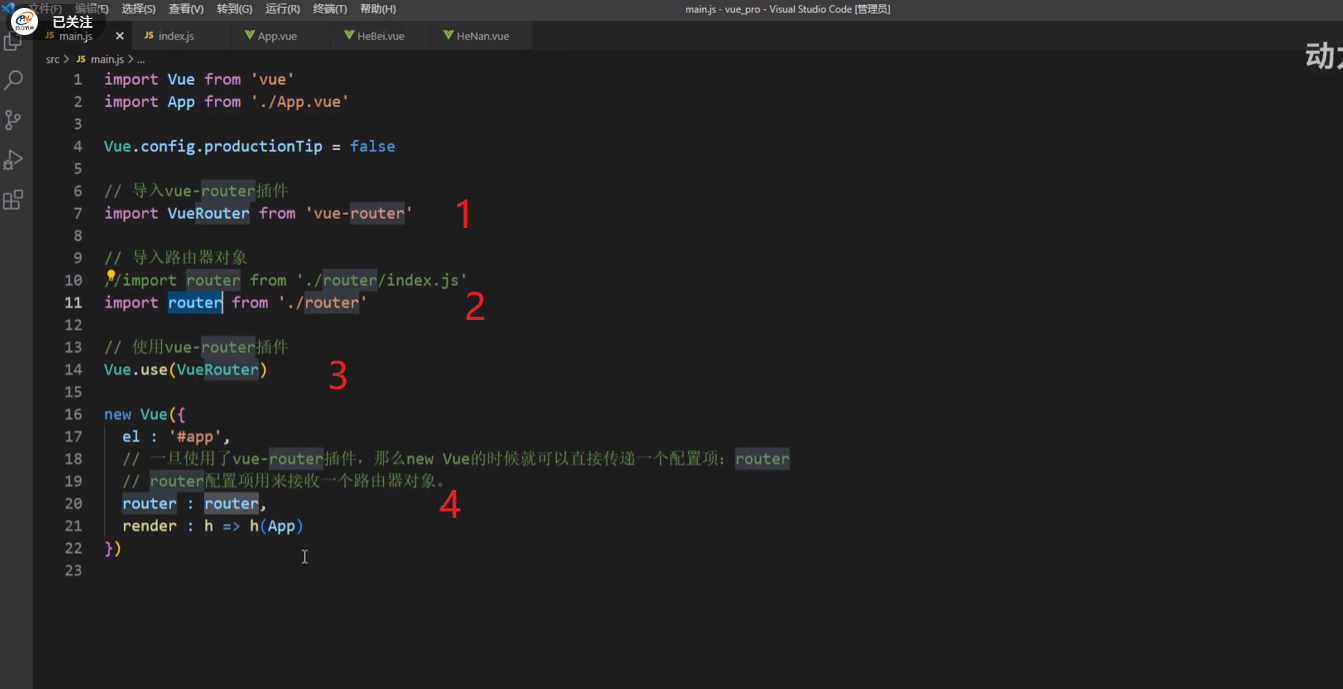 文件(F) 编辑(E) 选择(S) 查看(V) 转到(G) 运行(R) 终端(T) 帮助(H) main.js - vue_pro - Visual Studio Code [管理员]
已关注
JS main.js × JS index.js App.vue HeBei.vue HeNan.vue
动
src > JS main.js > ...
1 import Vue from 'vue'
2 import App from './App.vue'
3
4 Vue.config.productionTip = false
5
6 // 导入vue-router插件
7 import VueRouter from 'vue-router' 1
8
9 // 导入路由器对象
10 //import router from './router/index.js'
11 import router from './router' 2
12
13 // 使用vue-router插件
14 Vue.use(VueRouter) 3
15
16 new Vue({
17 el : '#app',
18 // 一旦使用了vue-router插件，那么new Vue的时候就可以直接传递一个配置项：router
19 // router配置项用来接收一个路由器对象。
20 router : router, 4
21 render : h => h(App)
22 })
23